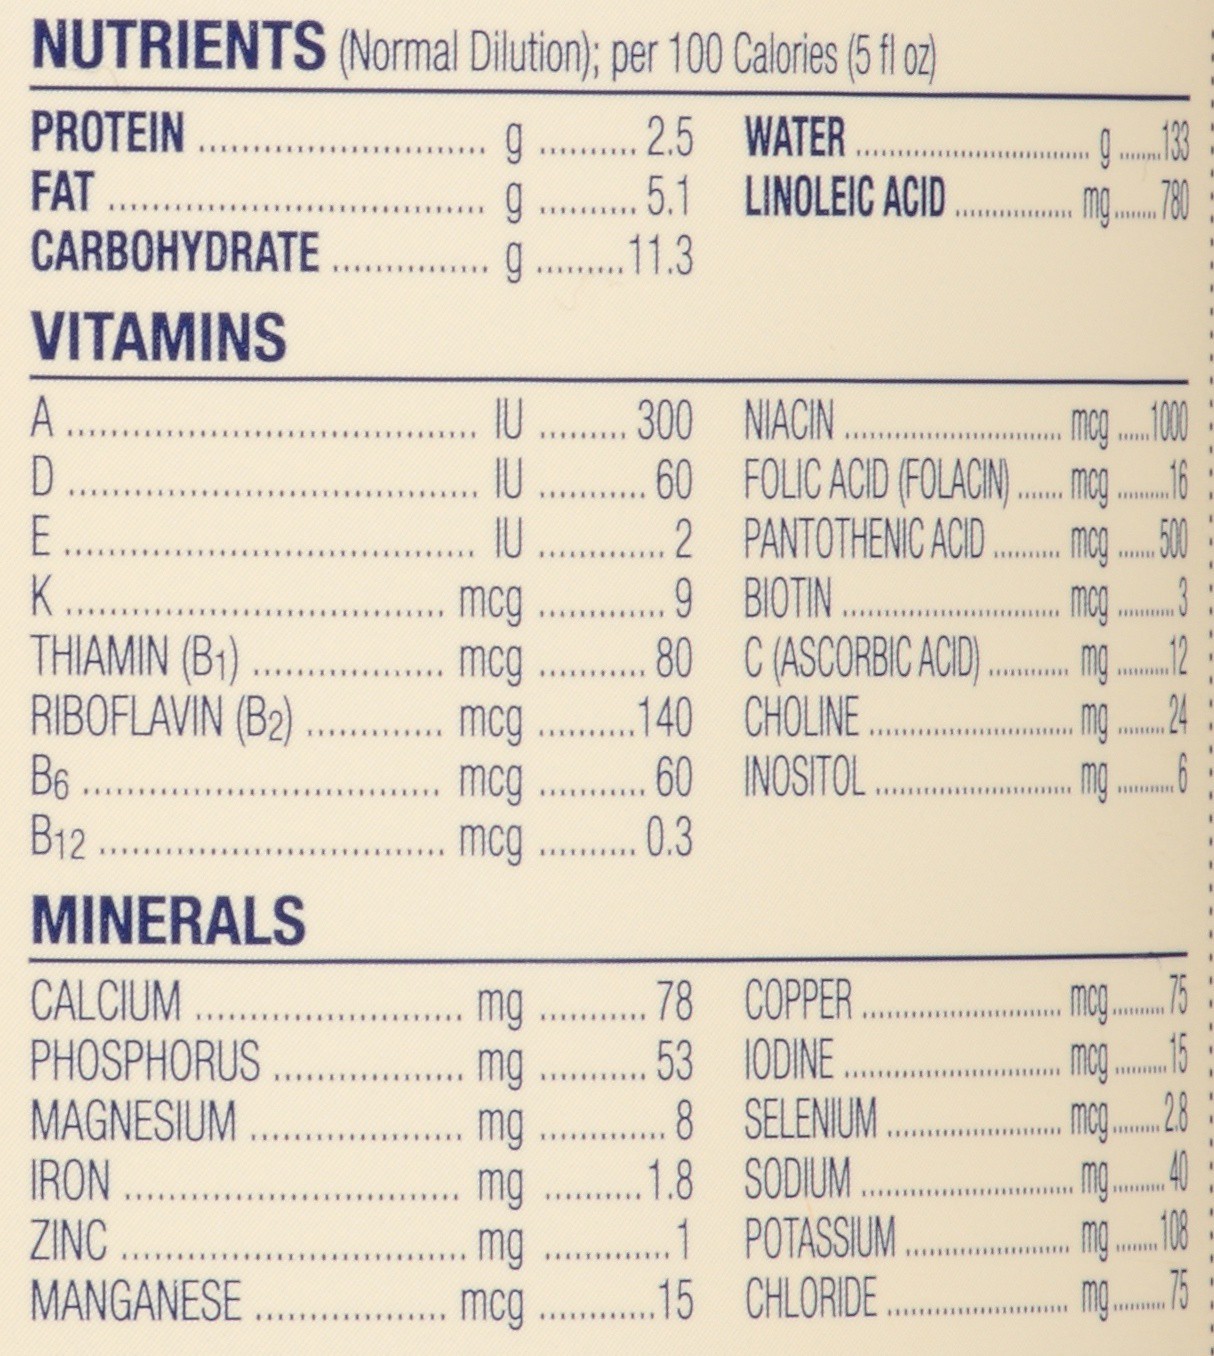 NUTRIENTS (Normal Dilution); per 100 Calories (5 fl oz)
PROTEIN g 2.5 WATER g 133
FAT g 5.1 LINOLEIC ACID mg 780
CARBOHYDRATE g 11.3
VITAMINS
A IU 300 NIACIN mcg 1000
D IU 60 FOLIC ACID (FOLACIN) mcg 16
E IU 2 PANTOTHENIC ACID mcg 500
K mcg 9 BIOTIN mcg 3
THIAMIN (B1) mcg 80 C (ASCORBIC ACID) mg 12
RIBOFLAVIN (B2) mcg 140 CHOLINE mg 24
B6 mcg 60 INOSITOL mg 6
B12 mcg 0.3
MINERALS
CALCIUM mg 78 COPPER mcg 75
PHOSPHORUS mg 53 IODINE mcg 15
MAGNESIUM mg 8 SELENIUM mcg 2.8
IRON mg 1.8 SODIUM mg 40
ZINC mg 1 POTASSIUM mg 108
MANGANESE mcg 15 CHLORIDE mg 75